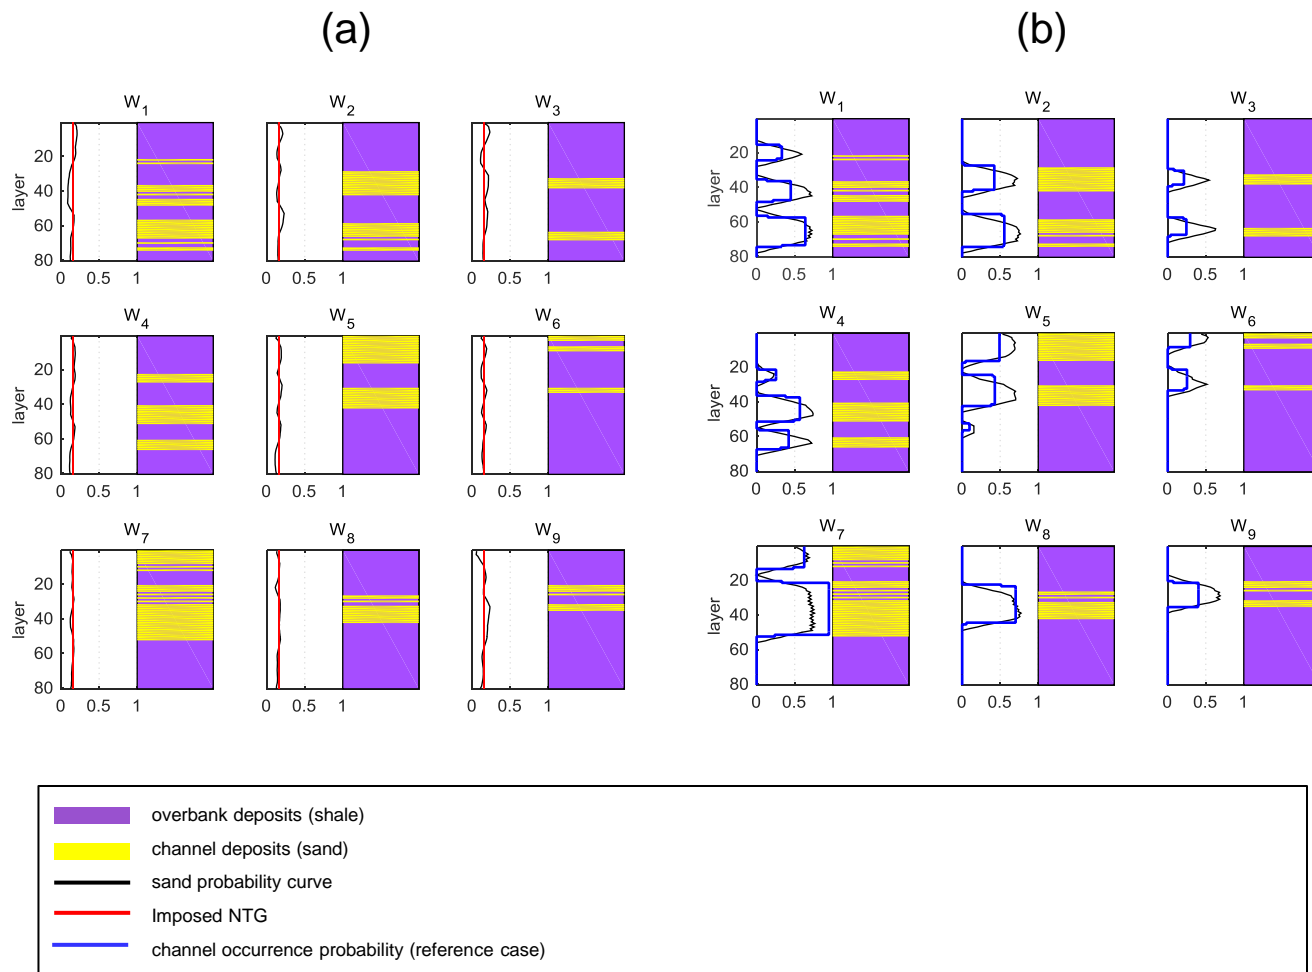 (a) (b)
W1 W2 W3 W1 W2 W3
layer 20 40 60 80 layer 20 40 60 80
0 0.5 1 0 0.5 1 0 0.5 1 0 0.5 1 0 0.5 1 0 0.5 1
W4 W5 W6 W4 W5 W6
layer 20 40 60 80 layer 20 40 60 80
0 0.5 1 0 0.5 1 0 0.5 1 0 0.5 1 0 0.5 1 0 0.5 1
W7 W8 W9 W7 W8 W9
layer 20 40 60 80 layer 20 40 60 80
0 0.5 1 0 0.5 1 0 0.5 1 0 0.5 1 0 0.5 1 0 0.5 1
overbank deposits (shale)
channel deposits (sand)
sand probability curve
Imposed NTG
channel occurrence probability (reference case)